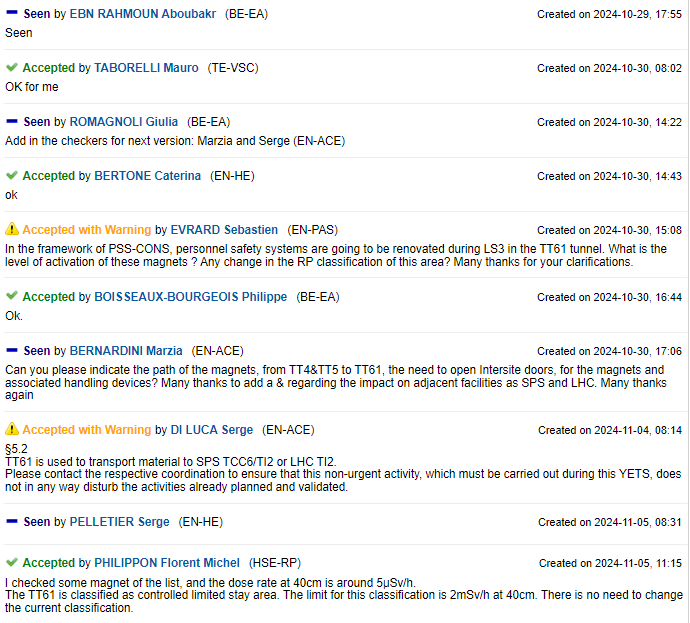 Seen by EBN RAHMOUN Aboubakr (BE-EA) Created on 2024-10-29, 17:55
Seen
Accepted by TABORELLI Mauro (TE-VSC) Created on 2024-10-30, 08:02
OK for me
Seen by ROMAGNOLI Giulia (BE-EA) Created on 2024-10-30, 14:22
Add in the checkers for next version: Marzia and Serge (EN-ACE)
Accepted by BERTONE Caterina (EN-HE) Created on 2024-10-30, 14:43
ok
Accepted with Warning by EVRARD Sebastien (EN-PAS) Created on 2024-10-30, 15:08
In the framework of PSS-CONS, personnel safety systems are going to be renovated during LS3 in the TT61 tunnel. What is the
level of activation of these magnets ? Any change in the RP classification of this area? Many thanks for your clarifications.
Accepted by BOISSEAUX-BOURGEOIS Philippe (BE-EA) Created on 2024-10-30, 16:44
Ok.
Seen by BERNARDINI Marzia (EN-ACE) Created on 2024-10-30, 17:06
Can you please indicate the path of the magnets, from TT4&TT5 to TT61, the need to open Intersite doors, for the magnets and
associated handling devices? Many thanks to add a & regarding the impact on adjacent facilities as SPS and LHC. Many thanks
again
Accepted with Warning by DI LUCA Serge (EN-ACE) Created on 2024-11-04, 08:14
§5.2
TT61 is used to transport material to SPS TCC6/TI2 or LHC TI2.
Please contact the respective coordination to ensure that this non-urgent activity, which must be carried out during this YETS, does
not in any way disturb the activities already planned and validated.
Seen by PELLETIER Serge (EN-HE) Created on 2024-11-05, 08:31
Accepted by PHILIPPON Florent Michel (HSE-RP) Created on 2024-11-05, 11:15
I checked some magnet of the list, and the dose rate at 40cm is around 5µSv/h.
The TT61 is classified as controlled limited stay area. The limit for this classification is 2mSv/h at 40cm. There is no need to change
the current classification.